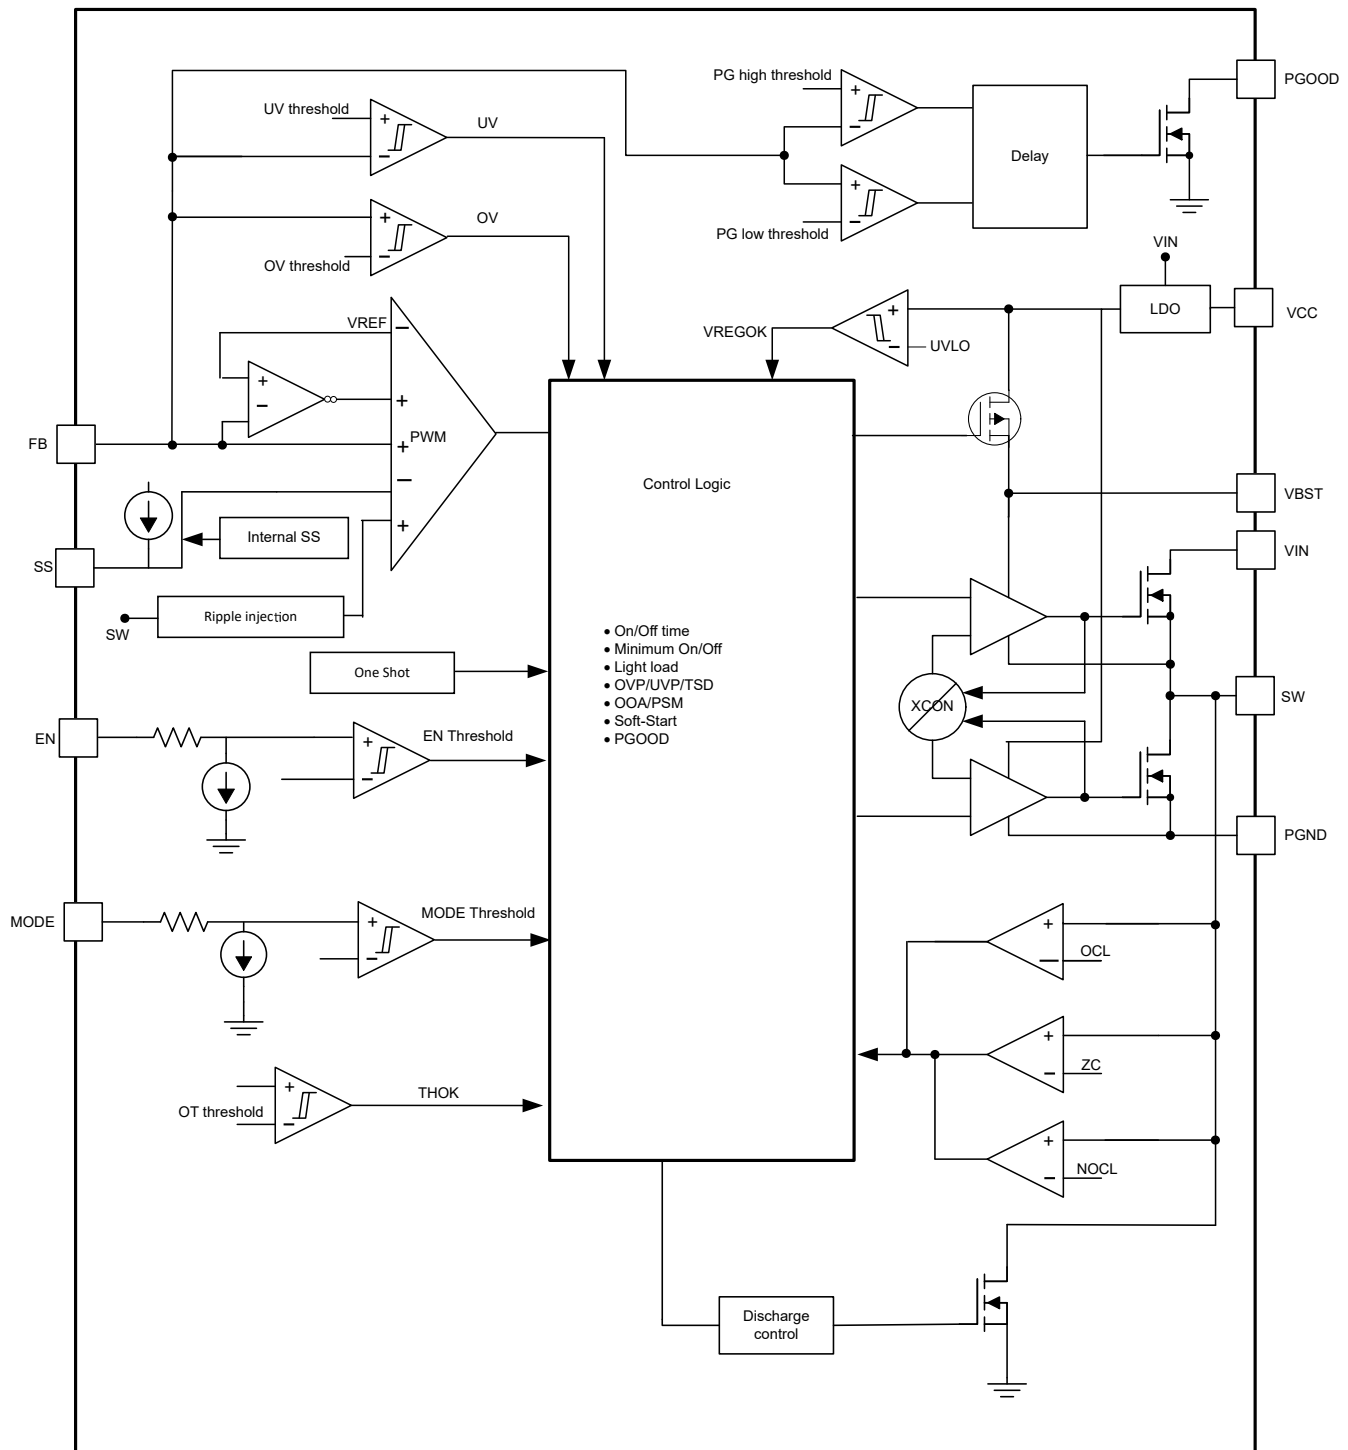 PG high threshold
PGOOD
UV threshold
UV
Delay
OV
PG low threshold
OV threshold
VIN
LDO
VCC
VREF
VREGOK
UVLO
FB
PWM
Control Logic
VBST
Internal SS
VIN
SS
Ripple injection
SW
• On/Off time
• Minimum On/Off
• Light load
• OVP/UVP/TSD
• OOA/PSM
• Soft-Start
• PGOOD
One Shot
XCON
SW
EN
EN Threshold
PGND
MODE
MODE Threshold
OCL
ZC
THOK
OT threshold
NOCL
Discharge
control